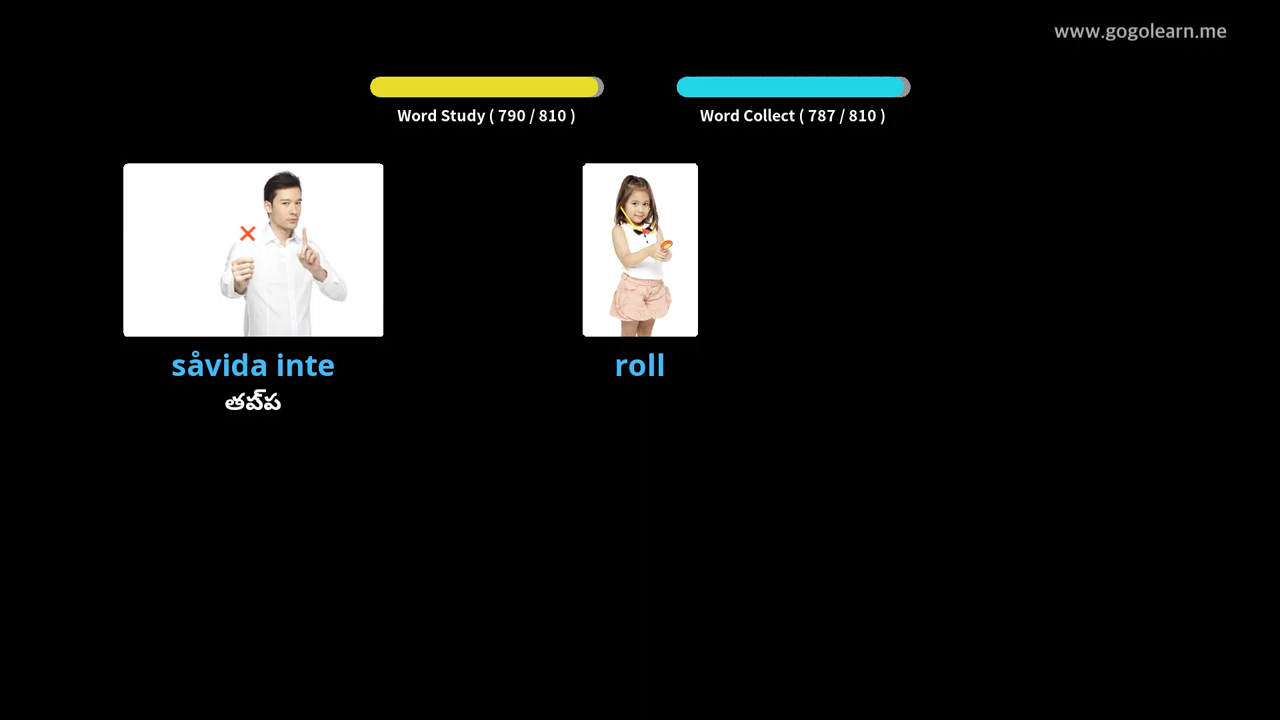 www.gogolearn.me
Word Study ( 790 / 810 )
Word Collect ( 787 / 810 )
såvida inte
roll
తప్ప